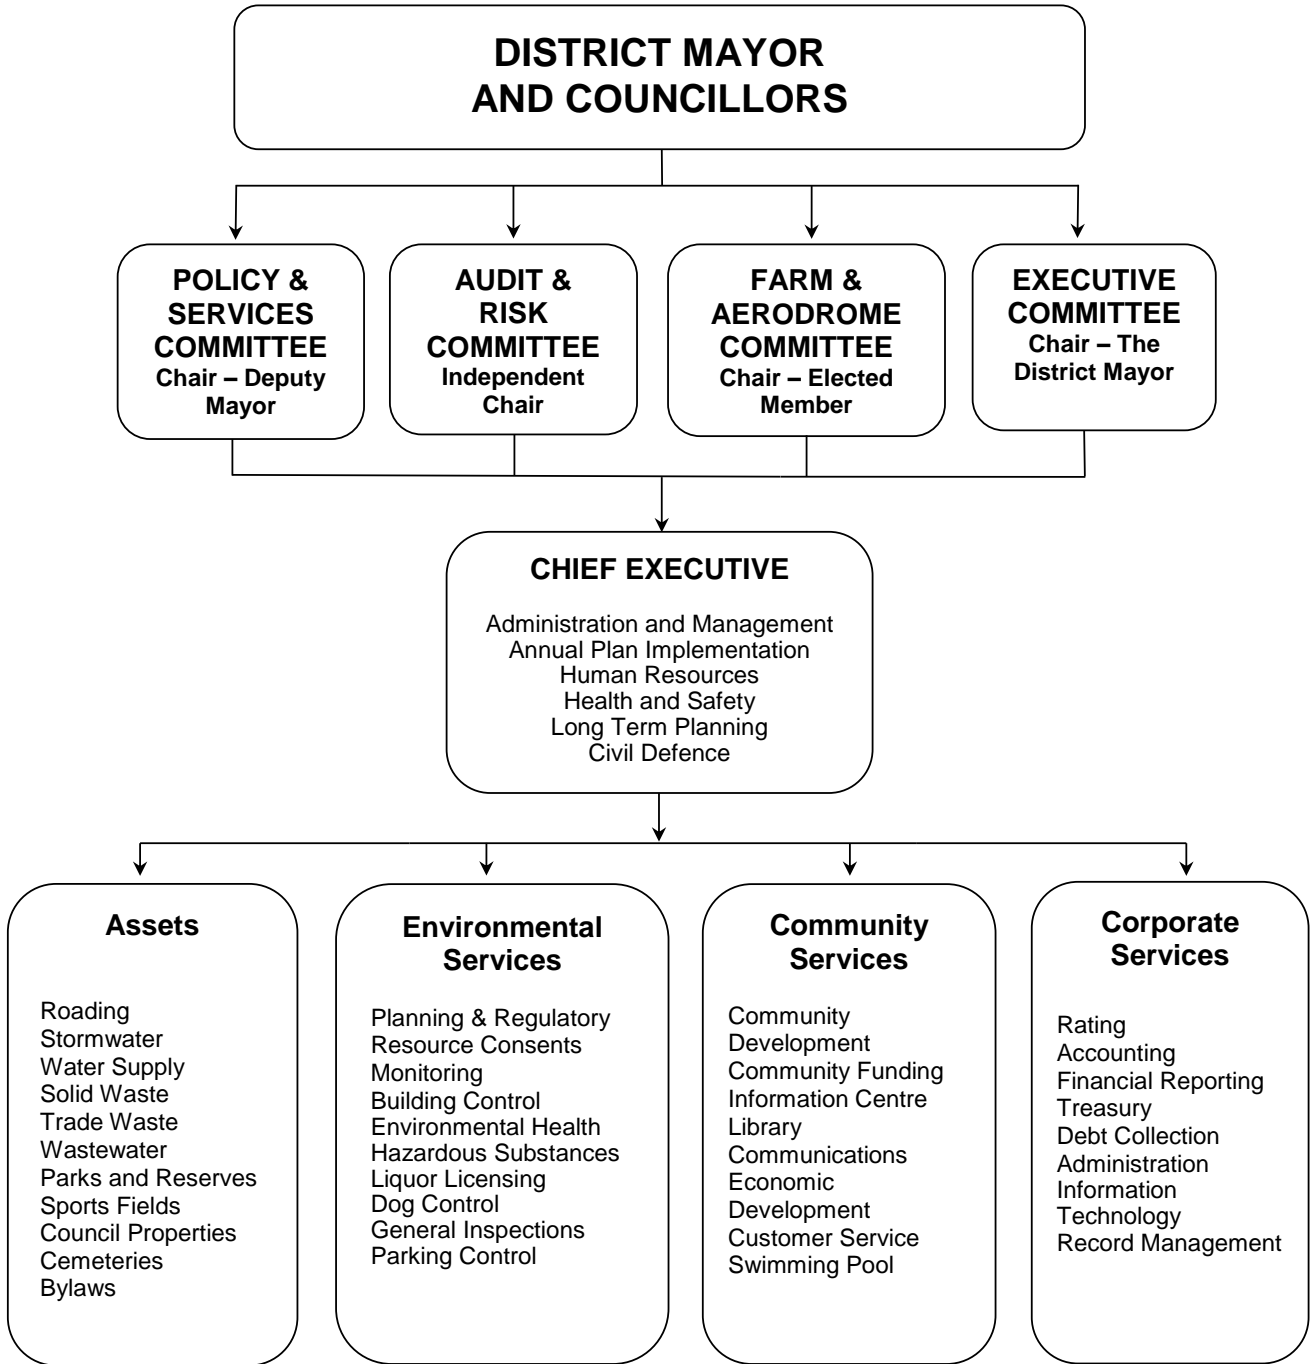 DISTRICT MAYOR
AND COUNCILLORS
POLICY &
SERVICES
COMMITTEE
Chair – Deputy
Mayor
AUDIT &
RISK
COMMITTEE
Independent
Chair
FARM &
AERODROME
COMMITTEE
Chair – Elected
Member
EXECUTIVE
COMMITTEE
Chair – The
District Mayor
CHIEF EXECUTIVE
Administration and Management
Annual Plan Implementation
Human Resources
Health and Safety
Long Term Planning
Civil Defence
Assets
Roading
Stormwater
Water Supply
Solid Waste
Trade Waste
Wastewater
Parks and Reserves
Sports Fields
Council Properties
Cemeteries
Bylaws
Environmental
Services
Planning & Regulatory
Resource Consents
Monitoring
Building Control
Environmental Health
Hazardous Substances
Liquor Licensing
Dog Control
General Inspections
Parking Control
Community
Services
Community
Development
Community Funding
Information Centre
Library
Communications
Economic
Development
Customer Service
Swimming Pool
Corporate
Services
Rating
Accounting
Financial Reporting
Treasury
Debt Collection
Administration
Information
Technology
Record Management